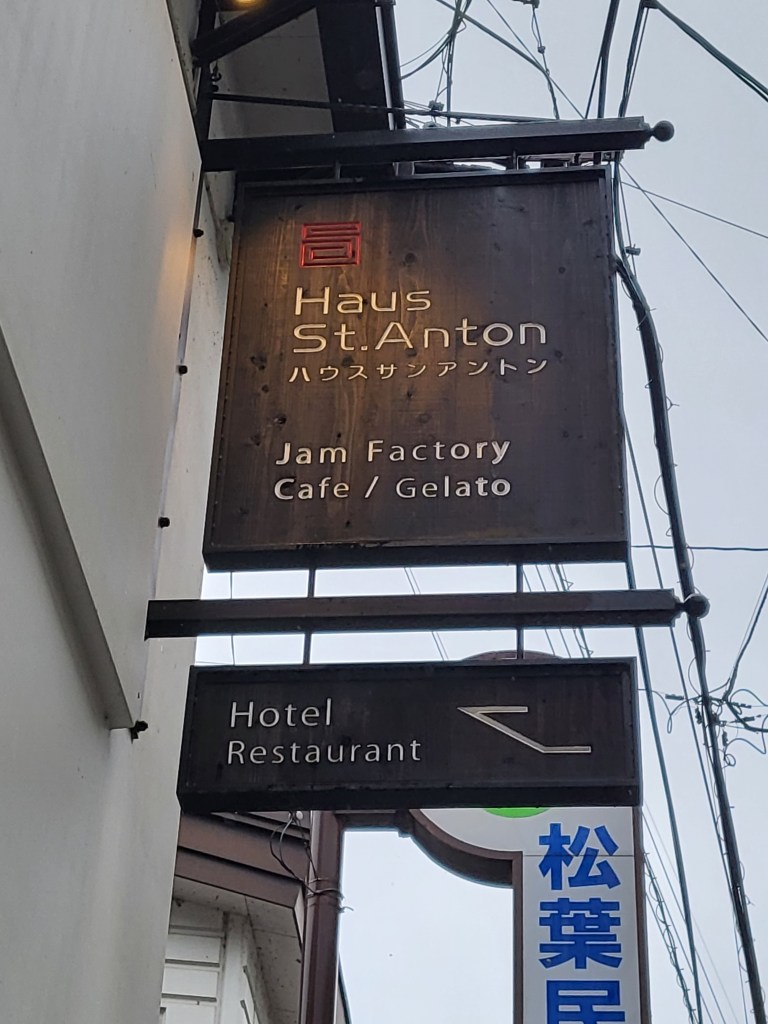 Haus
St.Anton
ハウスサンアントン
Jam Factory
Cafe / Gelato
Hotel
Restaurant
松葉